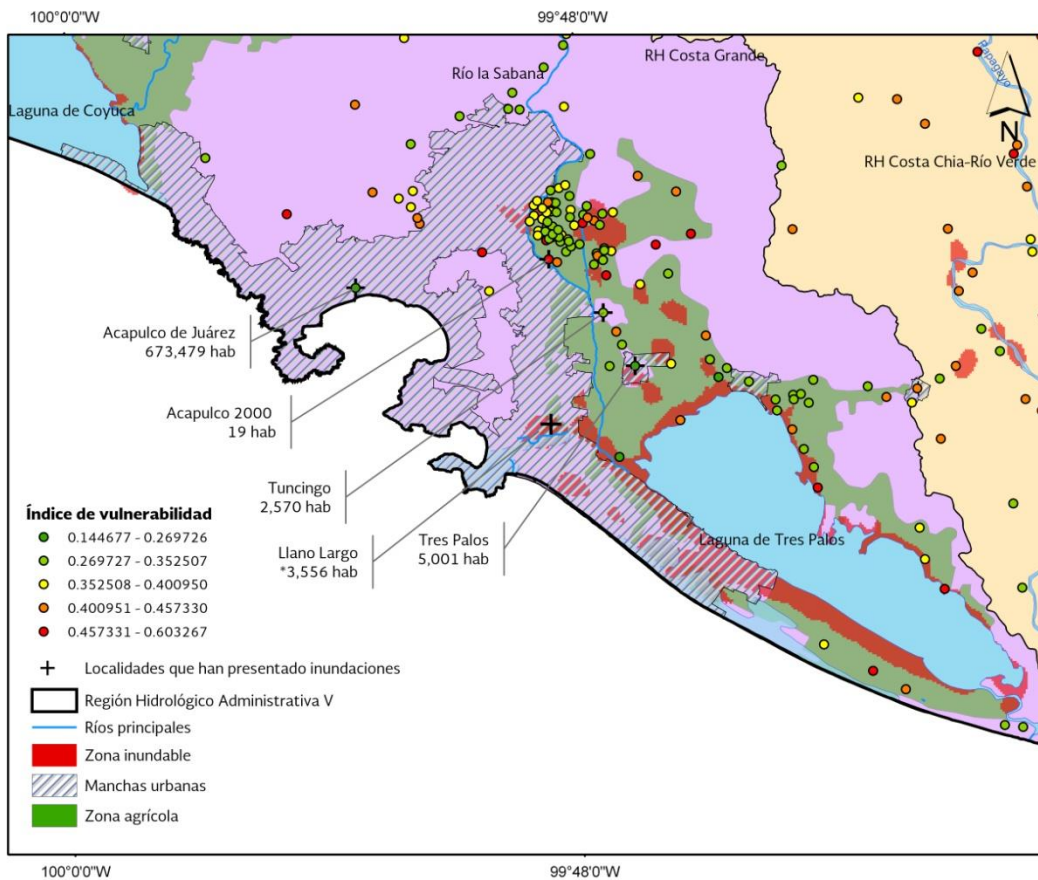 100°0'0"W
99°48'0"W
RH Costa Grande
Papagayo
Río la Sabana
Laguna de Coyuca
N
RH Costa Chia-Río Verde
Acapulco de Juárez
673,479 hab
Acapulco 2000
19 hab
Tuncingo
2,570 hab
Llano Largo
*3,556 hab
Tres Palos
5,001 hab
Laguna de Tres Palos
Índice de vulnerabilidad
0.144677 - 0.269726
0.269727 - 0.352507
0.352508 - 0.400950
0.400951 - 0.457330
0.457331 - 0.603267
Localidades que han presentado inundaciones
Región Hidrológico Administrativa V
Ríos principales
Zona inundable
Manchas urbanas
Zona agrícola
100°0'0"W
99°48'0"W